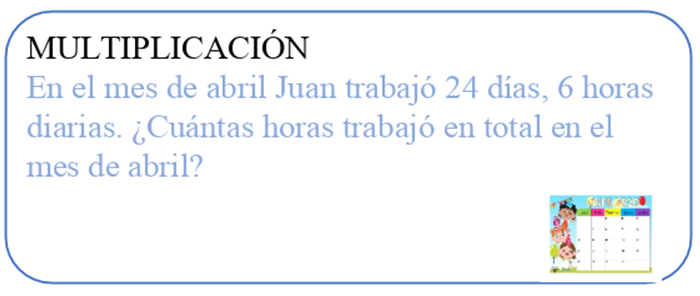 MULTIPLICACIÓN
En el mes de abril Juan trabajó 24 días, 6 horas
diarias. ¿Cuántas horas trabajó en total en el
mes de abril?